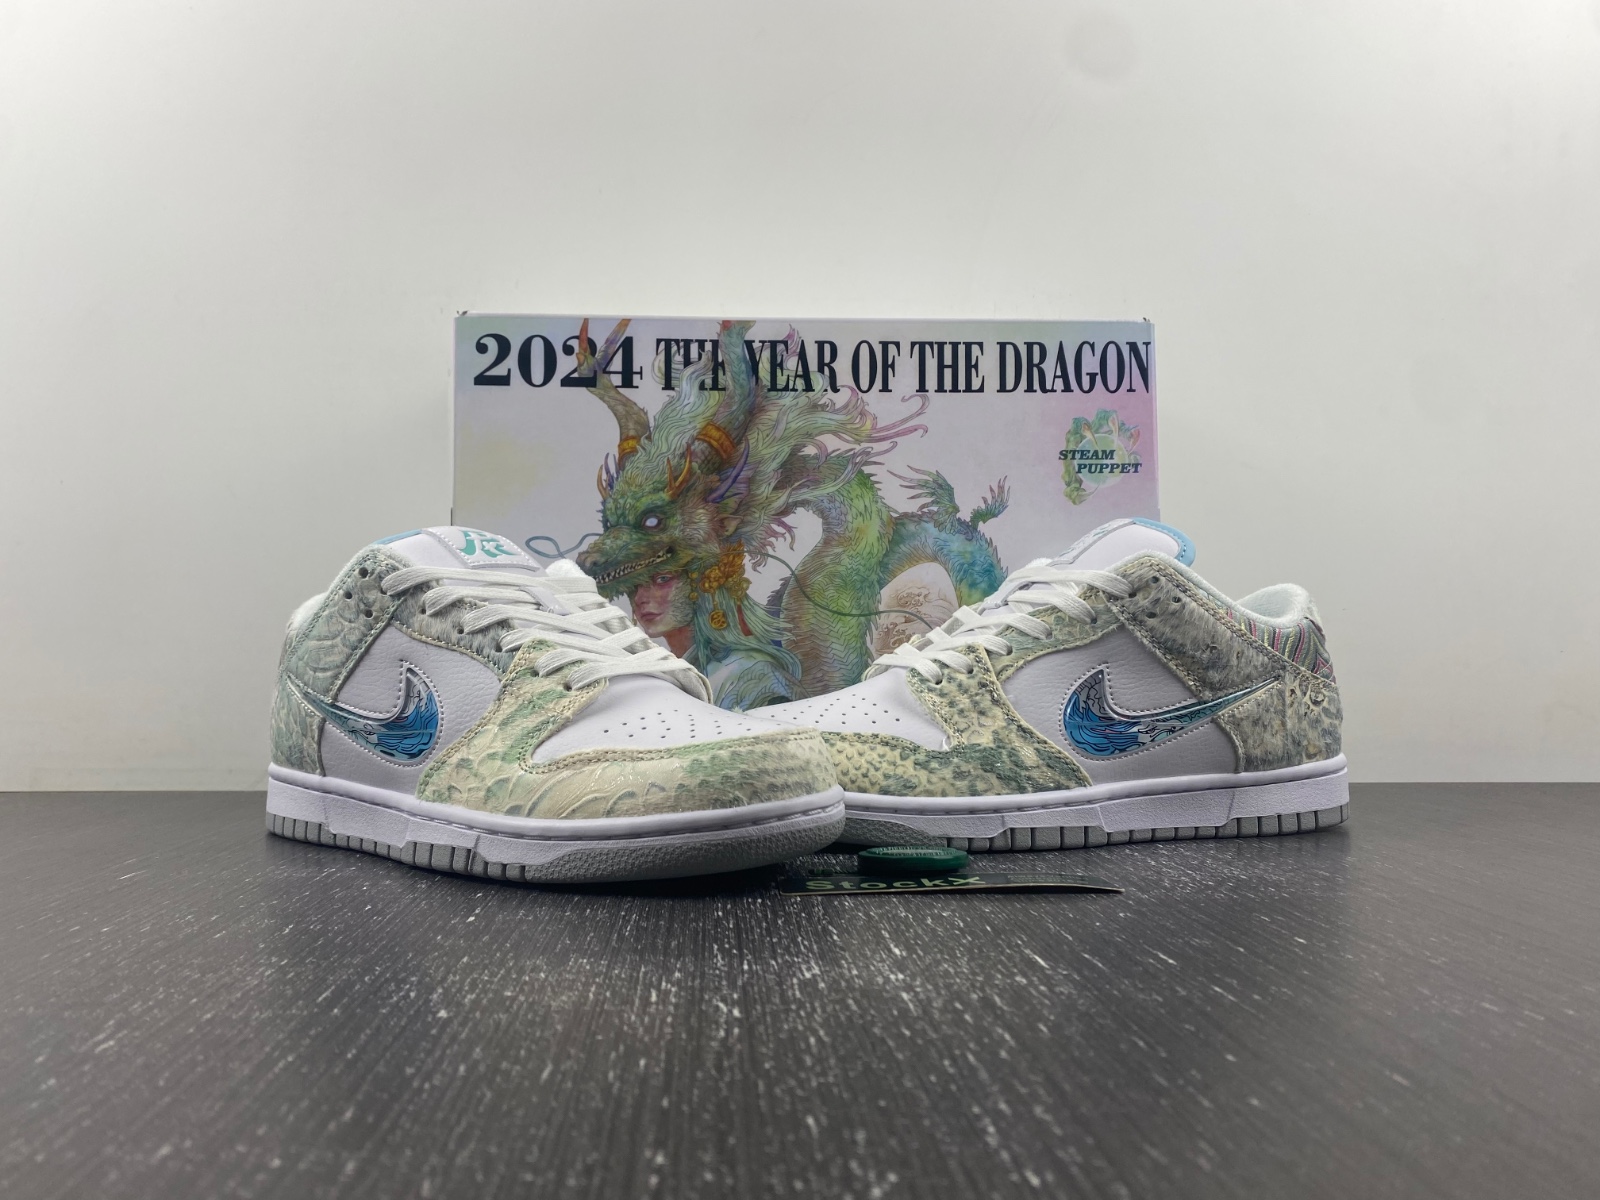 2024 THE YEAR OF THE DRAGON
STEAM
PUPPET
StockX